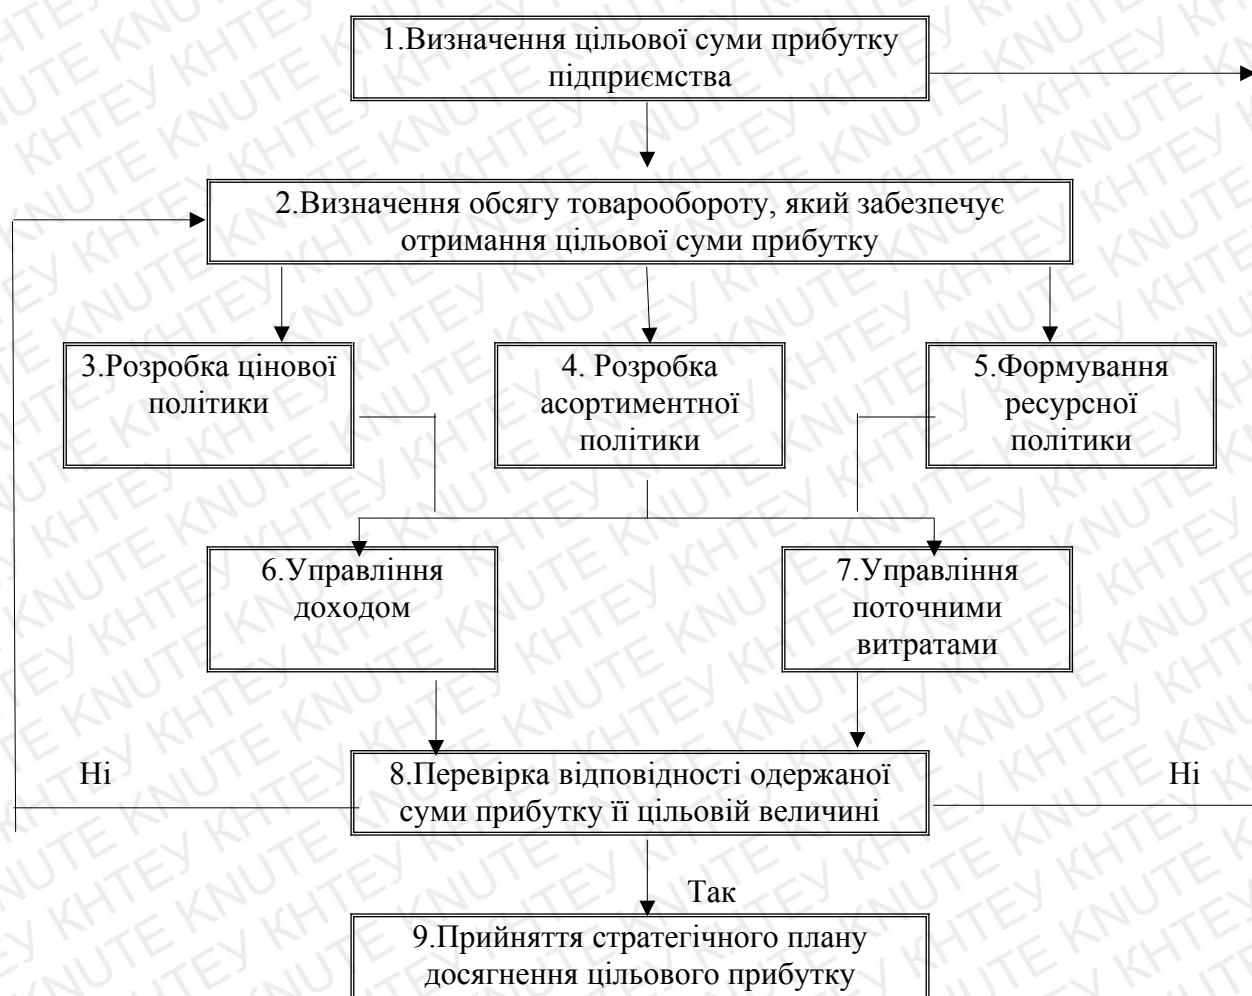 1.Визначення цільової суми прибутку
підприємства
2.Визначення обсягу товарообороту, який забезпечує
отримання цільової суми прибутку
3.Розробка цінової
політики
4. Розробка
асортиментної
політики
5.Формування
ресурсної
політики
6.Управління
доходом
7.Управління
поточними
витратами
Ні
8.Перевірка відповідності одержаної
суми прибутку її цільовій величині
Ні
Так
9.Прийняття стратегічного плану
досягнення цільового прибутку